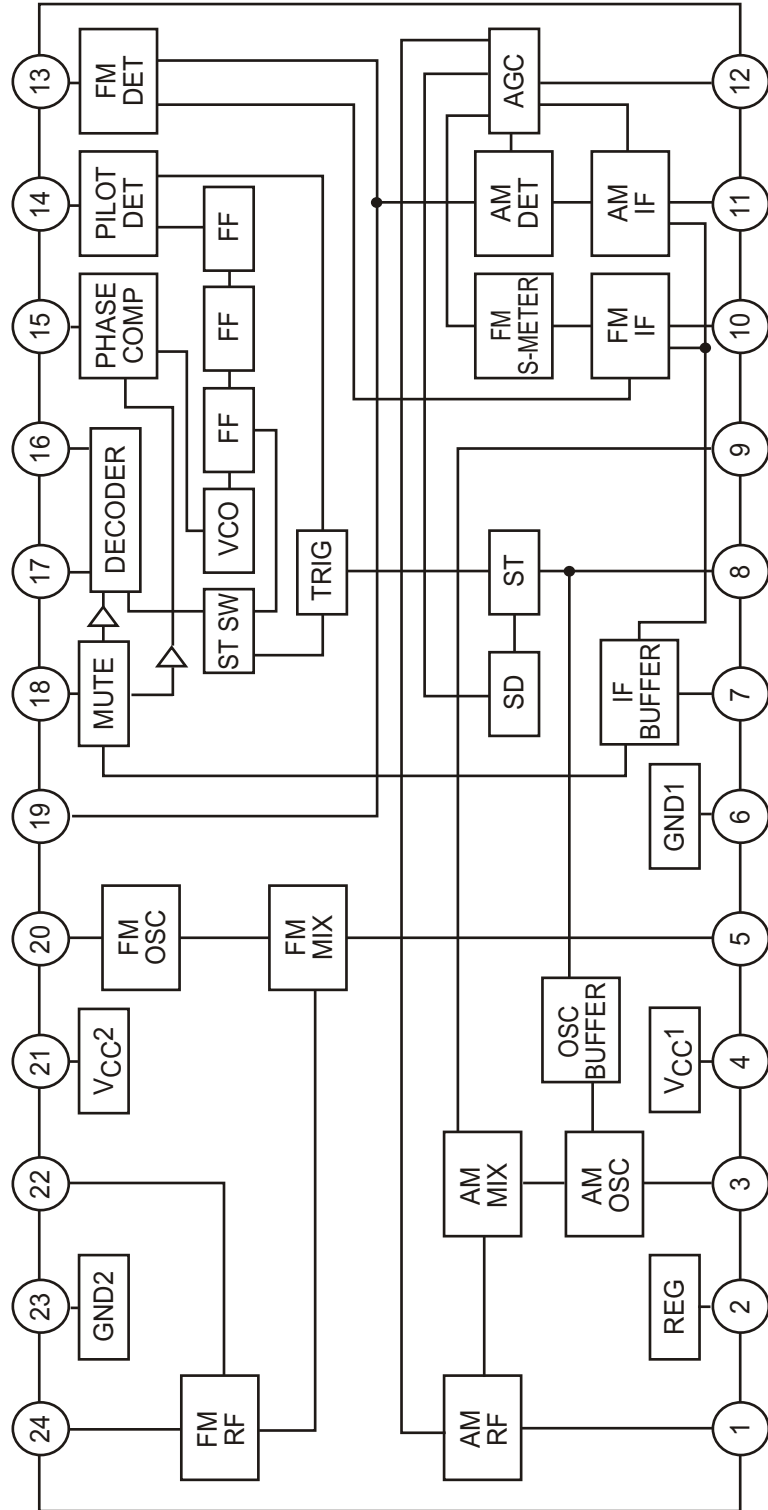 24
23
22
21
20
19
18
17
16
15
14
13
FM
RF
GND2
VCC2
FM
OSC
FM
MIX
MUTE
DECODER
PHASE
COMP
PILOT
DET
FM
DET
ST SW
VCO
FF
FF
FF
TRIG
AM
RF
AM
MIX
AM
OSC
OSC
BUFFER
SD
ST
FM
S-METER
AM
DET
AGC
IF
BUFFER
FM
IF
AM
IF
REG
VCC1
GND1
1
2
3
4
5
6
7
8
9
10
11
12